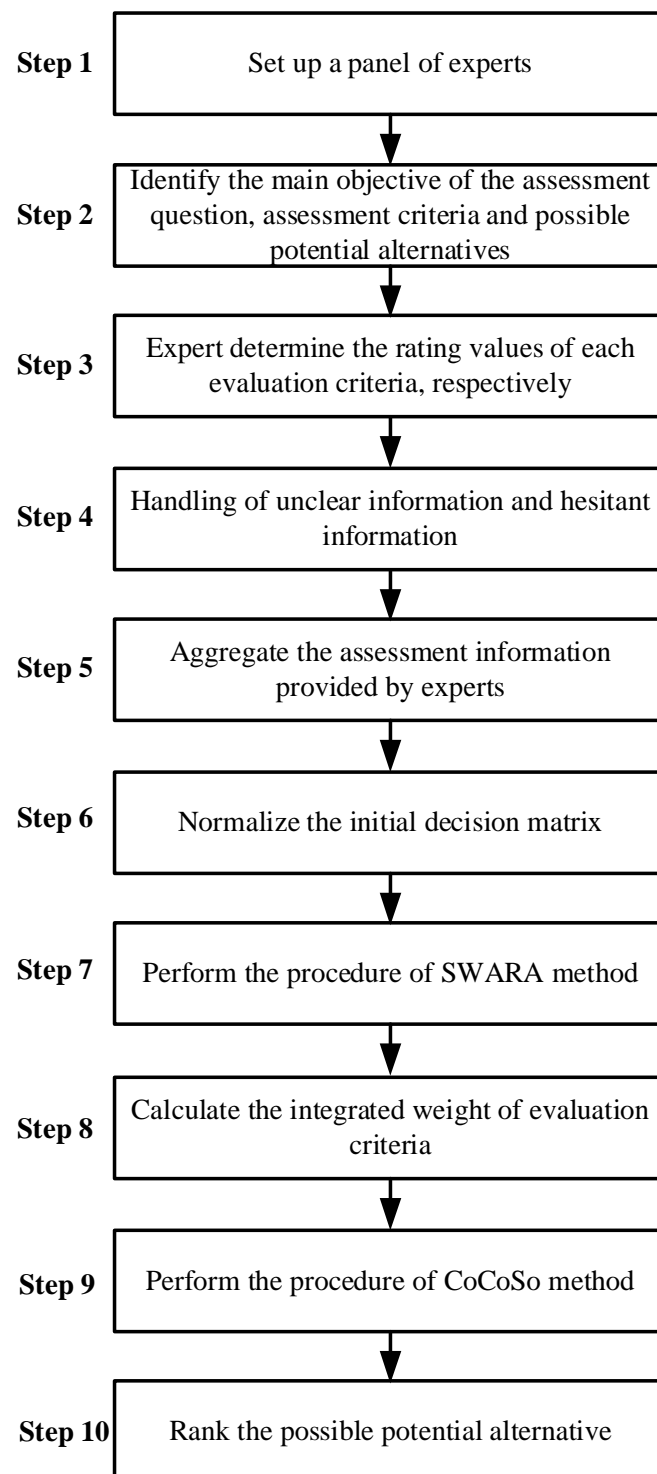 Step 1
Set up a panel of experts
Step 2
Identify the main objective of the assessment
question, assessment criteria and possible
potential alternatives
Step 3
Expert determine the rating values of each
evaluation criteria, respectively
Step 4
Handling of unclear information and hesitant
information
Step 5
Aggregate the assessment information
provided by experts
Step 6
Normalize the initial decision matrix
Step 7
Perform the procedure of SWARA method
Step 8
Calculate the integrated weight of evaluation
criteria
Step 9
Perform the procedure of CoCoSo method
Step 10
Rank the possible potential alternative